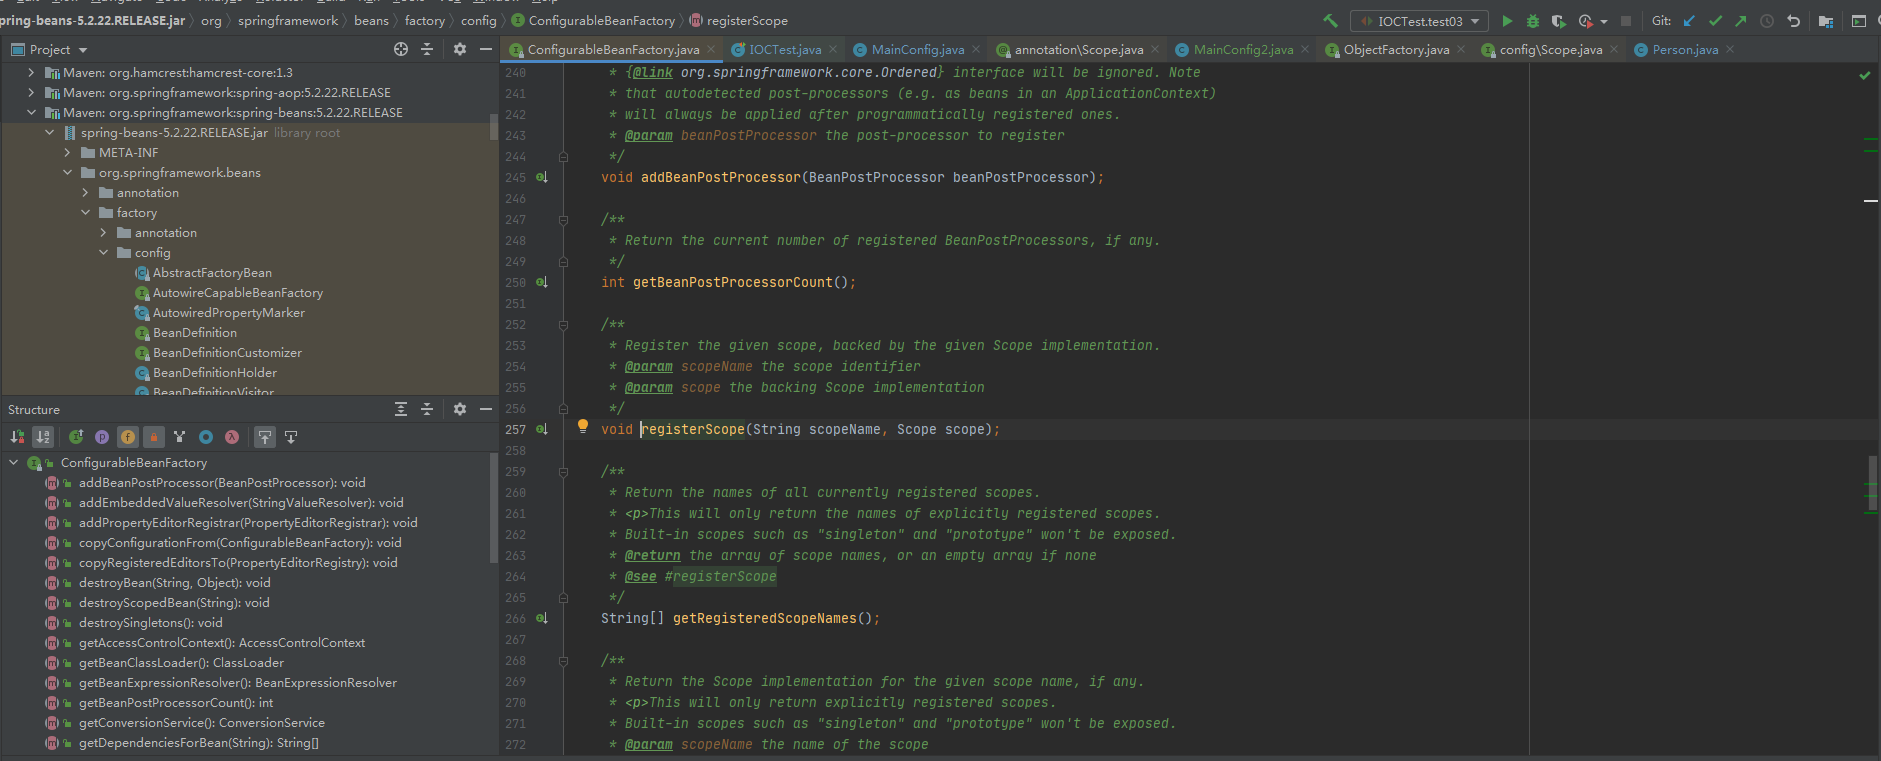 pring-beans-5.2.22.RELEASE.jar org springframework beans factory config ConfigurableBeanFactory registerScope
IOCTest.test03 Git:
Project
Maven: org.hamcrest:hamcrest-core:1.3
Maven: org.springframework:spring-aop:5.2.22.RELEASE
Maven: org.springframework:spring-beans:5.2.22.RELEASE
spring-beans-5.2.22.RELEASE.jar library root
META-INF
org.springframework.beans
annotation
factory
annotation
config
AbstractFactoryBean
AutowireCapableBeanFactory
AutowiredPropertyMarker
BeanDefinition
BeanDefinitionCustomizer
BeanDefinitionHolder
BeanDefinitionVisitor
Structure
ConfigurableBeanFactory
addBeanPostProcessor(BeanPostProcessor): void
addEmbeddedValueResolver(StringValueResolver): void
addPropertyEditorRegistrar(PropertyEditorRegistrar): void
copyConfigurationFrom(ConfigurableBeanFactory): void
copyRegisteredEditorsTo(PropertyEditorRegistry): void
destroyBean(String, Object): void
destroyScopedBean(String): void
destroySingletons(): void
getAccessControlContext(): AccessControlContext
getBeanClassLoader(): ClassLoader
getBeanExpressionResolver(): BeanExpressionResolver
getBeanPostProcessorCount(): int
getConversionService(): ConversionService
getDependenciesForBean(String): String[]
ConfigurableBeanFactory.java IOCTest.java MainConfig.java annotation\Scope.java MainConfig2.java ObjectFactory.java config\Scope.java Person.java
240 * {@link org.springframework.core.Ordered} interface will be ignored. Note
241 * that autodetected post-processors (e.g. as beans in an ApplicationContext)
242 * will always be applied after programmatically registered ones.
243 * @param beanPostProcessor the post-processor to register
244 */
245 void addBeanPostProcessor(BeanPostProcessor beanPostProcessor);
246
247 /**
248 * Return the current number of registered BeanPostProcessors, if any.
249 */
250 int getBeanPostProcessorCount();
251
252 /**
253 * Register the given scope, backed by the given Scope implementation.
254 * @param scopeName the scope identifier
255 * @param scope the backing Scope implementation
256 */
257 void registerScope(String scopeName, Scope scope);
258
259 /**
260 * Return the names of all currently registered scopes.
261 * <p>This will only return the names of explicitly registered scopes.
262 * Built-in scopes such as "singleton" and "prototype" won't be exposed.
263 * @return the array of scope names, or an empty array if none
264 * @see #registerScope
265 */
266 String[] getRegisteredScopeNames();
267
268 /**
269 * Return the Scope implementation for the given scope name, if any.
270 * <p>This will only return explicitly registered scopes.
271 * Built-in scopes such as "singleton" and "prototype" won't be exposed.
272 * @param scopeName the name of the scope